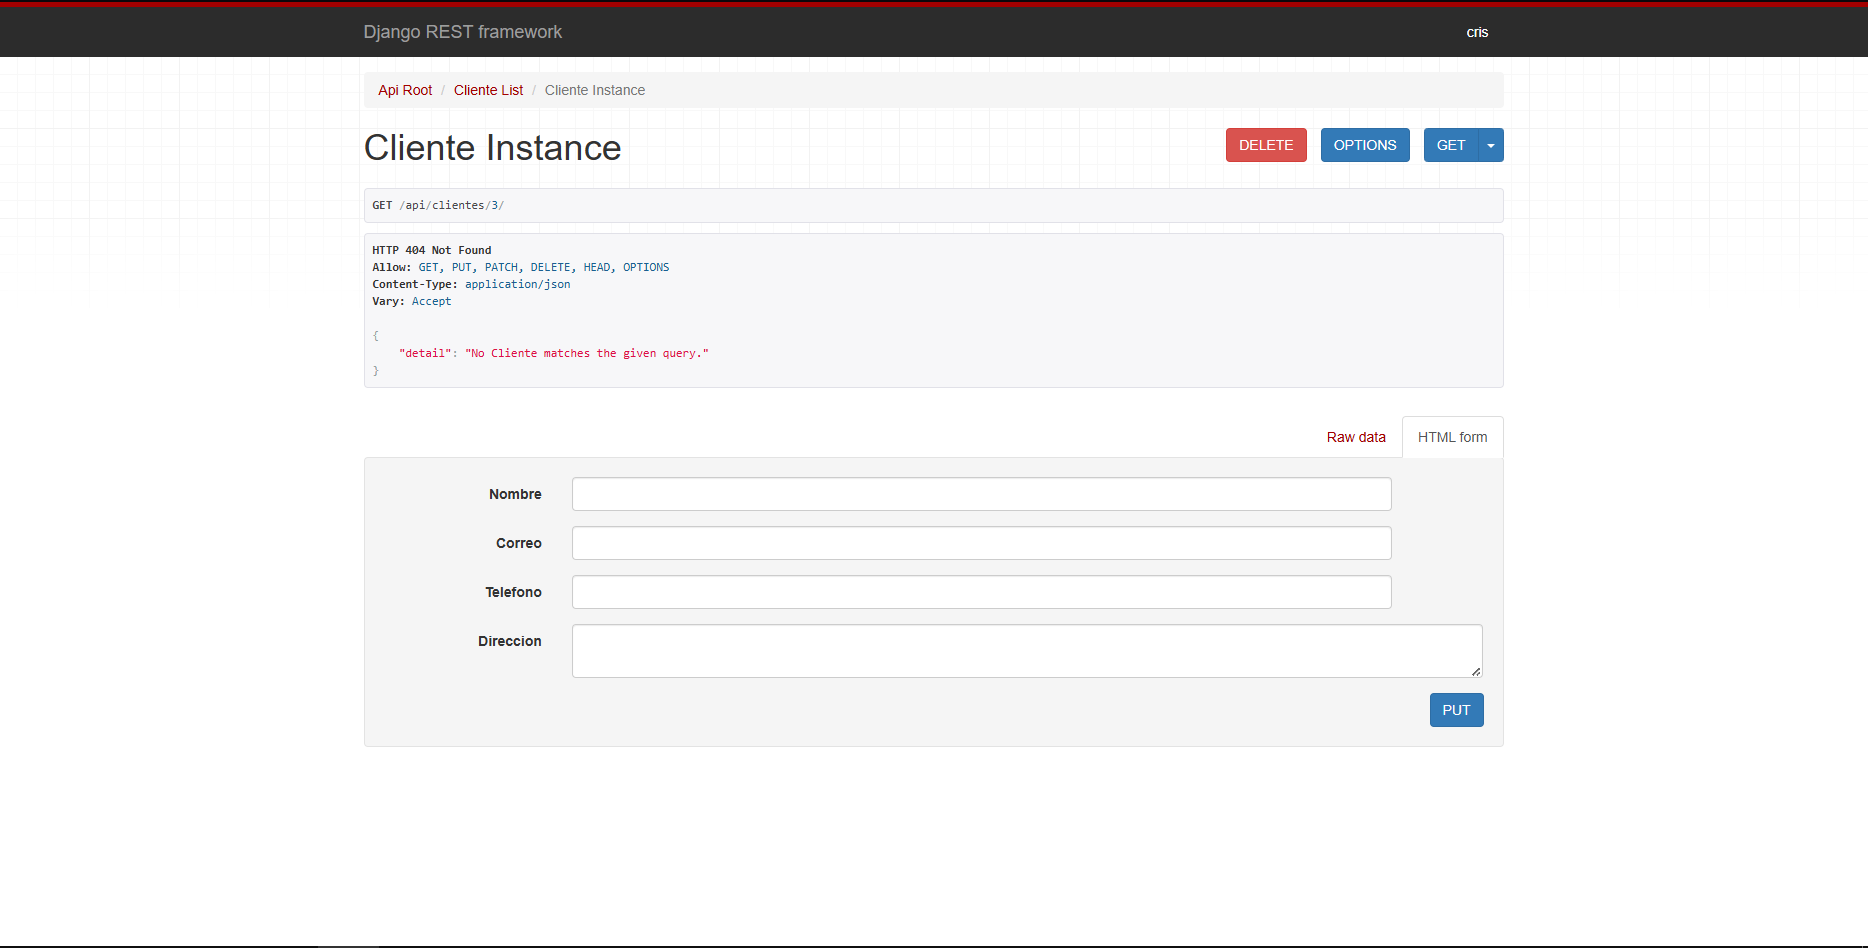 Django REST framework
cris
Api Root / Cliente List / Cliente Instance
Cliente Instance
DELETE
OPTIONS
GET
GET /api/clientes/3/
HTTP 404 Not Found
Allow: GET, PUT, PATCH, DELETE, HEAD, OPTIONS
Content-Type: application/json
Vary: Accept
{
    "detail": "No Cliente matches the given query."
}
Raw data
HTML form
Nombre
Correo
Telefono
Direccion
PUT